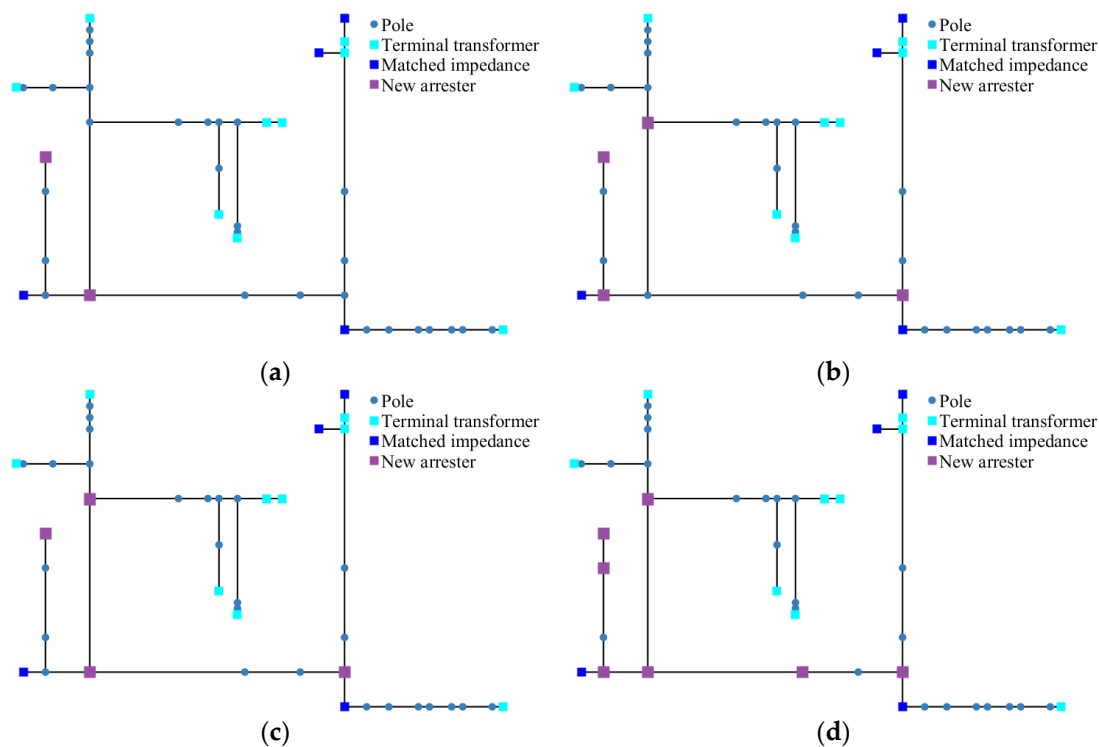 Pole
Terminal transformer
Matched impedance
New arrester
Pole
Terminal transformer
Matched impedance
New arrester
(a)
(b)
Pole
Terminal transformer
Matched impedance
New arrester
Pole
Terminal transformer
Matched impedance
New arrester
(c)
(d)